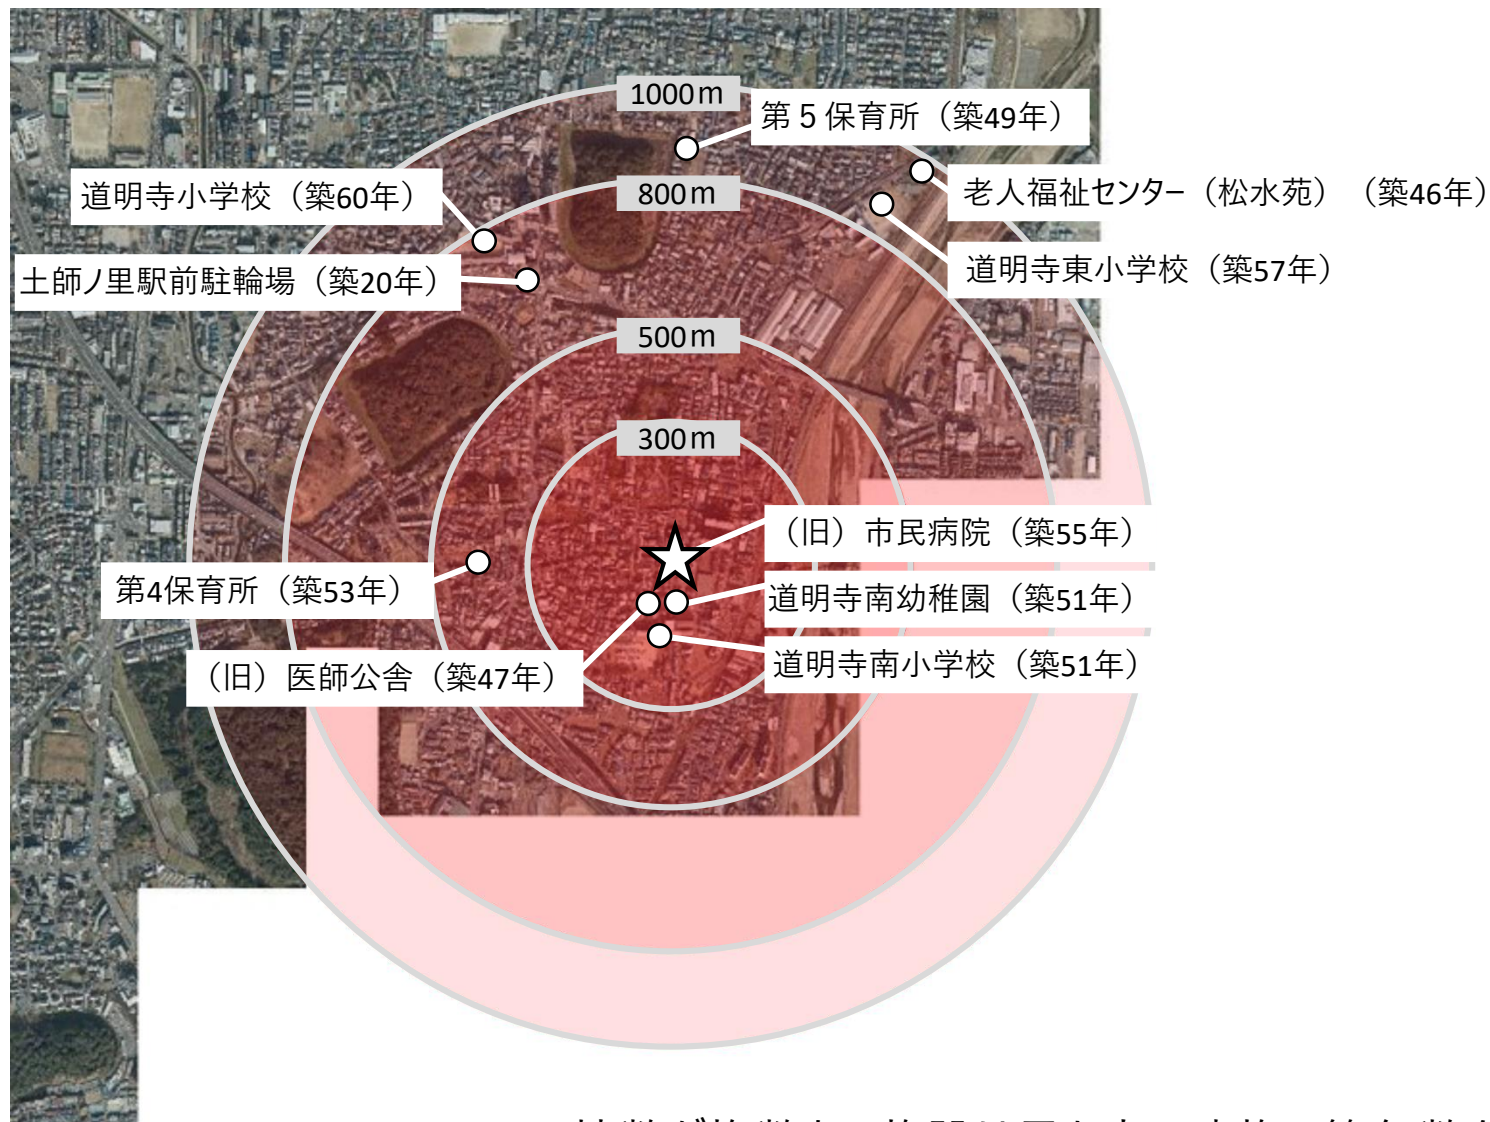 1000ｍ
第５保育所（築49年）
老人福祉センター（松水苑）（築46年）
道明寺小学校（築60年）
800ｍ
道明寺東小学校（築57年）
土師ノ里駅前駐輪場（築20年）
500ｍ
300ｍ
（旧）市民病院（築55年）
第4保育所（築53年）
道明寺南幼稚園（築51年）
（旧）医師公舎（築47年）
道明寺南小学校（築51年）